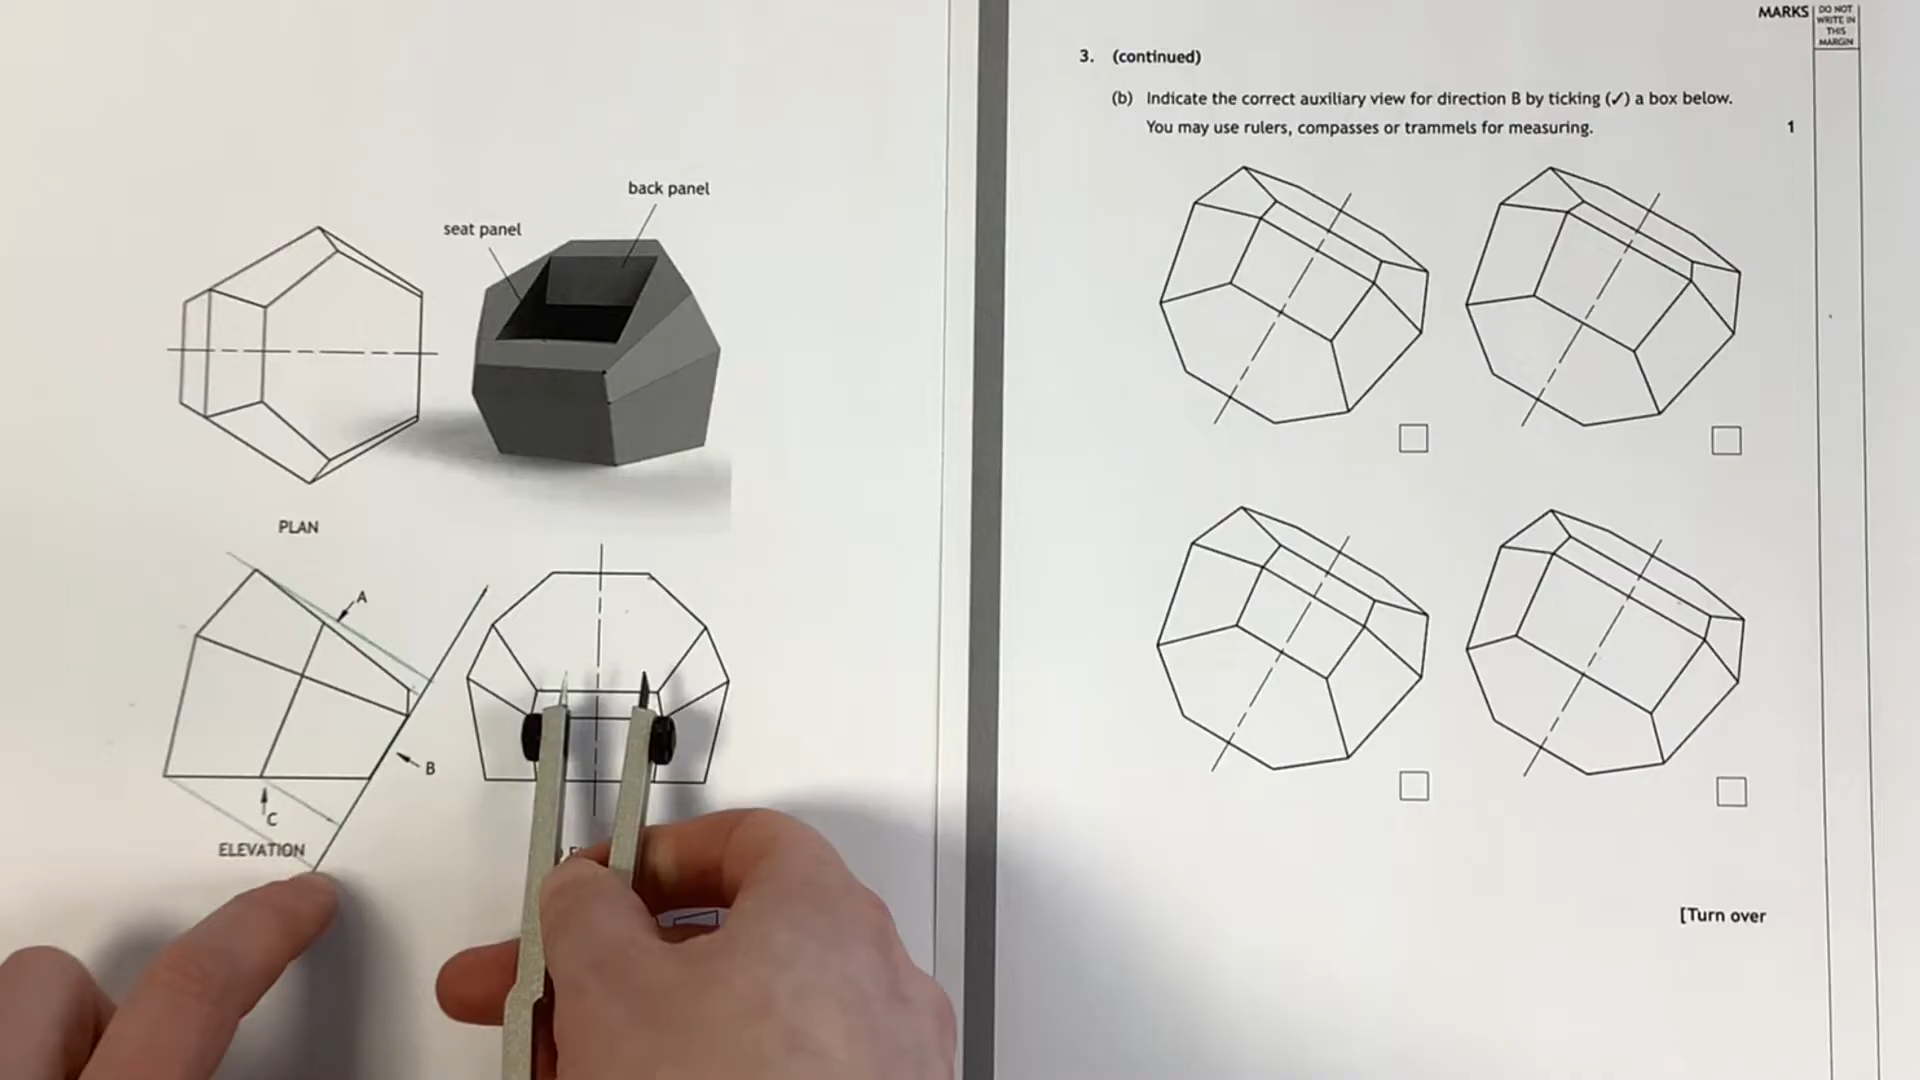 back panel
seat panel
PLAN
A
B
C
ELEVATION
MARKS
DO NOT
WRITE IN
THIS
MARGIN
3. (continued)
(b) Indicate the correct auxiliary view for direction B by ticking (✓) a box below.
You may use rulers, compasses or trammels for measuring.
1
[Turn over